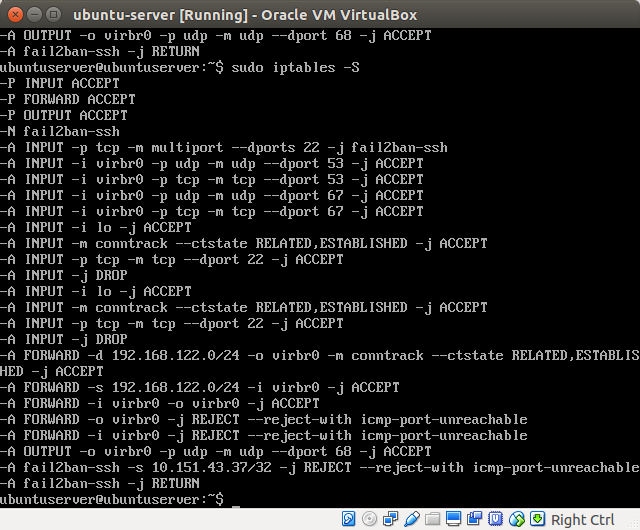 ubuntu-server [Running] - Oracle VM VirtualBox
-A OUTPUT -o virbr0 -p udp -m udp --dport 68 -j ACCEPT
-A fail2ban-ssh -j RETURN
ubuntuserver@ubuntuserver:~$ sudo iptables -S
-P INPUT ACCEPT
-P FORWARD ACCEPT
-P OUTPUT ACCEPT
-N fail2ban-ssh
-A INPUT -p tcp -m multiport --dports 22 -j fail2ban-ssh
-A INPUT -i virbr0 -p udp -m udp --dport 53 -j ACCEPT
-A INPUT -i virbr0 -p tcp -m tcp --dport 53 -j ACCEPT
-A INPUT -i virbr0 -p udp -m udp --dport 67 -j ACCEPT
-A INPUT -i virbr0 -p tcp -m tcp --dport 67 -j ACCEPT
-A INPUT -i lo -j ACCEPT
-A INPUT -m conntrack --ctstate RELATED,ESTABLISHED -j ACCEPT
-A INPUT -p tcp -m tcp --dport 22 -j ACCEPT
-A INPUT -j DROP
-A INPUT -i lo -j ACCEPT
-A INPUT -m conntrack --ctstate RELATED,ESTABLISHED -j ACCEPT
-A INPUT -p tcp -m tcp --dport 22 -j ACCEPT
-A INPUT -j DROP
-A FORWARD -d 192.168.122.0/24 -o virbr0 -m conntrack --ctstate RELATED,ESTABLIS
HED -j ACCEPT
-A FORWARD -s 192.168.122.0/24 -i virbr0 -j ACCEPT
-A FORWARD -i virbr0 -o virbr0 -j ACCEPT
-A FORWARD -o virbr0 -j REJECT --reject-with icmp-port-unreachable
-A FORWARD -i virbr0 -j REJECT --reject-with icmp-port-unreachable
-A OUTPUT -o virbr0 -p udp -m udp --dport 68 -j ACCEPT
-A fail2ban-ssh -s 10.151.43.37/32 -j REJECT --reject-with icmp-port-unreachable
-A fail2ban-ssh -j RETURN
ubuntuserver@ubuntuserver:~$ _
Right Ctrl